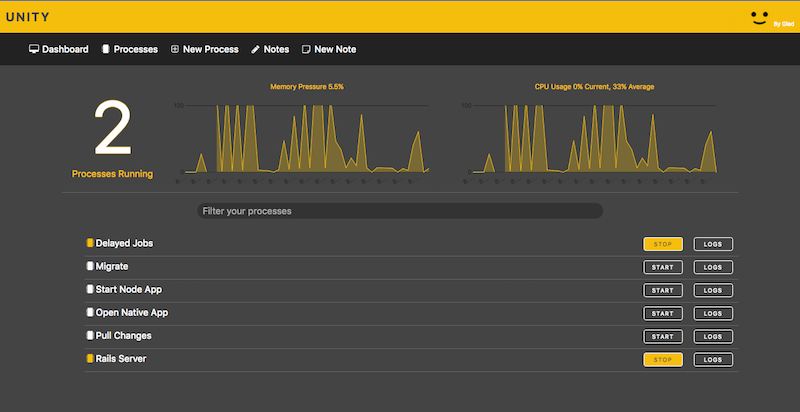 UNITY
By Glad
Dashboard Processes New Process Notes New Note
Memory Pressure 5.5%
CPU Usage 0% Current, 33% Average
100
100
2
Processes Running
Filter your processes
Delayed Jobs STOP LOGS
Migrate START LOGS
Start Node App START LOGS
Open Native App START LOGS
Pull Changes START LOGS
Rails Server STOP LOGS